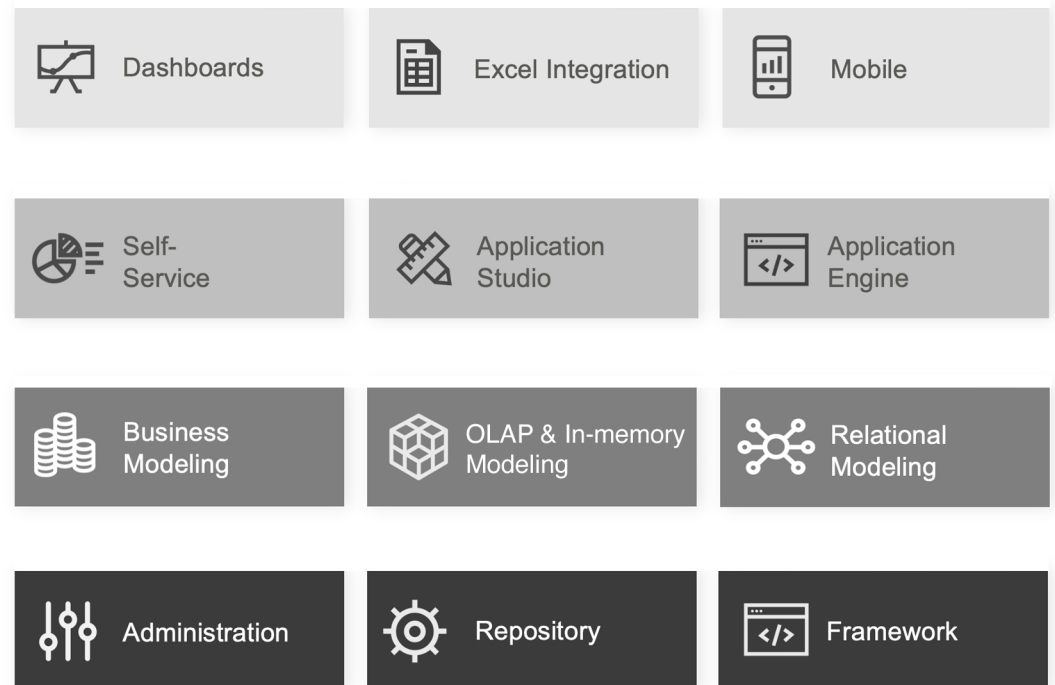 Dashboards
Excel Integration
Mobile
Self-
Service
Application
Studio
Application
Engine
Business
Modeling
OLAP & In-memory
Modeling
Relational
Modeling
Administration
Repository
Framework